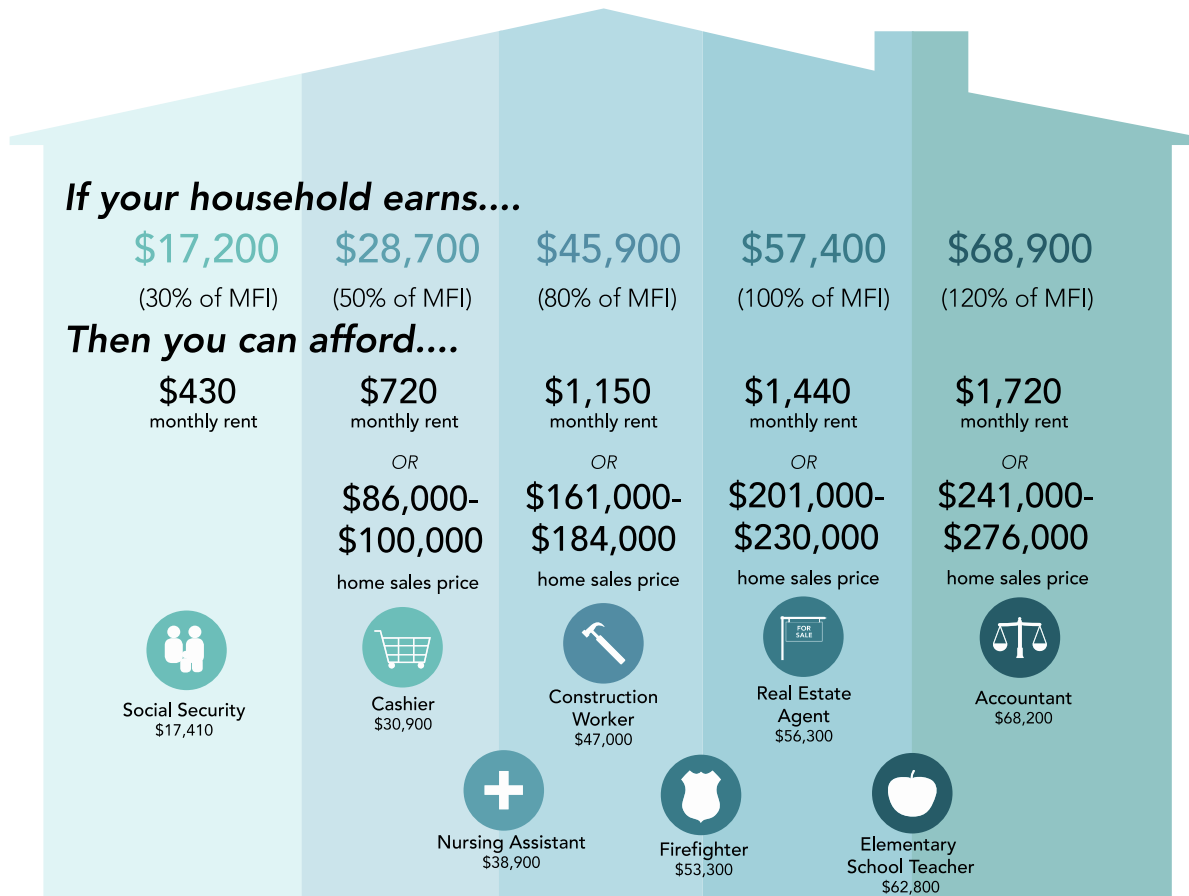 If your household earns....
$17,200 $28,700 $45,900 $57,400 $68,900
(30% of MFI) (50% of MFI) (80% of MFI) (100% of MFI) (120% of MFI)
Then you can afford....
$430 $720 $1,150 $1,440 $1,720
monthly rent monthly rent monthly rent monthly rent monthly rent
OR OR OR OR
$86,000- $161,000- $201,000- $241,000-
$100,000 $184,000 $230,000 $276,000
home sales price home sales price home sales price home sales price
FOR
SALE
Social Security
$17,410
Cashier
$30,900
Construction
Worker
$47,000
Real Estate
Agent
$56,300
Accountant
$68,200
Nursing Assistant
$38,900
Firefighter
$53,300
Elementary
School Teacher
$62,800